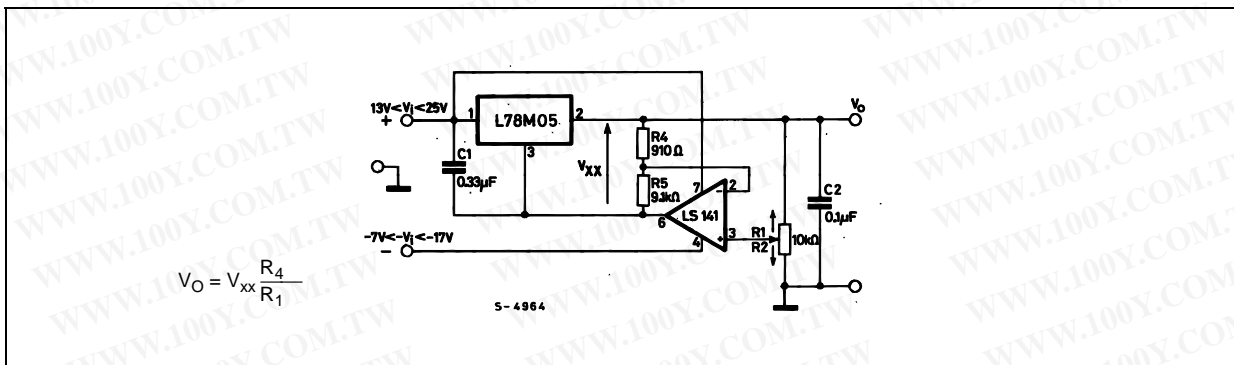 WWW.100Y.COM.TW
13V<Vi<25V
+
1
L78M05
2
3
C1
0.33µF
VXX
R4
910Ω
R5
9.1kΩ
7
2
-
LS 141
6
4
3
+
R1
R2
10kΩ
C2
0.1µF
Vo
-7V<-Vi<-17V
-
VO = Vxx R4
R1
S-4964